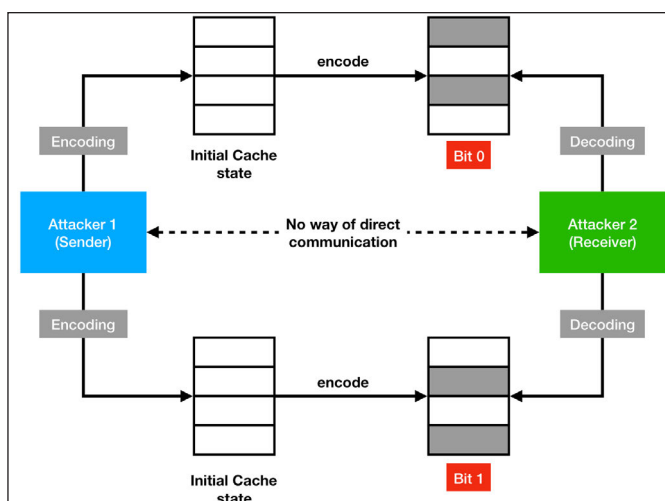 encode
Encoding
Initial Cache
state
Bit 0
Decoding
Attacker 1
(Sender)
No way of direct
communication
Attacker 2
(Receiver)
Encoding
Decoding
encode
Initial Cache
state
Bit 1